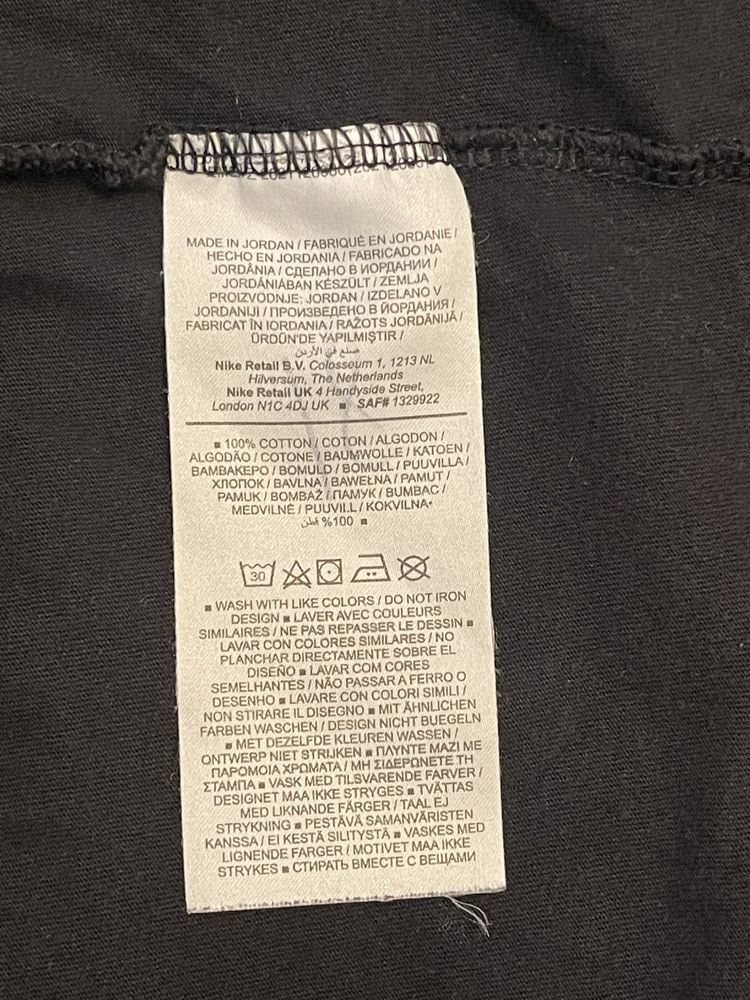 MADE IN JORDAN / FABRIQUÉ EN JORDANIE /
HECHO EN JORDANIA / FABRICADO NA
JORDÂNIA / СДЕЛАНО В ИОРДАНИИ /
JORDÁNIÁBAN KÉSZÜLT / ZEMLJA
PROIZVODNJE: JORDAN / IZDELANO V
JORDANIJI / ПРОИЗВЕДЕНО В ЙОРДАНИЯ /
FABRICAT ÎN IORDANIA / RAŽOTS JORDĀNIJĀ /
ÜRDÜN'DE YAPILMIŞTIR /
صنع في الأردن
Nike Retail B.V. Colosseum 1, 1213 NL
Hilversum, The Netherlands
Nike Retail UK 4 Handyside Street,
London N1C 4DJ UK ■ SAF# 1329922
■ 100% COTTON / COTON / ALGODON /
ALGODÃO / COTONE / BAUMWOLLE / KATOEN /
ΒΑΜΒΑΚΕΡΟ / BOMULD / BOMULL / PUUVILLA /
ХЛОПОК / BAVLNA / BAWEŁNA / PAMUT /
PAMUK / BOMBAŽ / ПАМУК / BUMBAC /
MEDVILNĖ / PUUVILL / KOKVILNA•
■ 100% قطن
30
■ WASH WITH LIKE COLORS / DO NOT IRON
DESIGN ■ LAVER AVEC COULEURS
SIMILAIRES / NE PAS REPASSER LE DESSIN ■
LAVAR CON COLORES SIMILARES / NO
PLANCHAR DIRECTAMENTE SOBRE EL
DISEÑO ■ LAVAR COM CORES
SEMELHANTES / NÃO PASSAR A FERRO O
DESENHO ■ LAVARE CON COLORI SIMILI /
NON STIRARE IL DISEGNO ■ MIT ÄHNLICHEN
FARBEN WASCHEN / DESIGN NICHT BUEGELN
■ MET DEZELFDE KLEUREN WASSEN /
ONTWERP NIET STRIJKEN ■ ΠΛΥΝΤΕ ΜΑΖΙ ΜΕ
ΠΑΡΟΜΟΙΑ ΧΡΩΜΑΤΑ / ΜΗ ΣΙΔΕΡΩΝΕΤΕ ΤΗ
ΣΤΑΜΠΑ ■ VASK MED TILSVARENDE FARVER /
DESIGNET MAA IKKE STRYGES ■ TVÄTTAS
MED LIKNANDE FÄRGER / TAAL EJ
STRYKNING ■ PESTÄVÄ SAMANVÄRISTEN
KANSSA / EI KESTÄ SILITYSTÄ ■ VASKES MED
LIGNENDE FARGER / MOTIVET MAA IKKE
STRYKES ■ СТИРАТЬ ВМЕСТЕ С ВЕЩАМИ